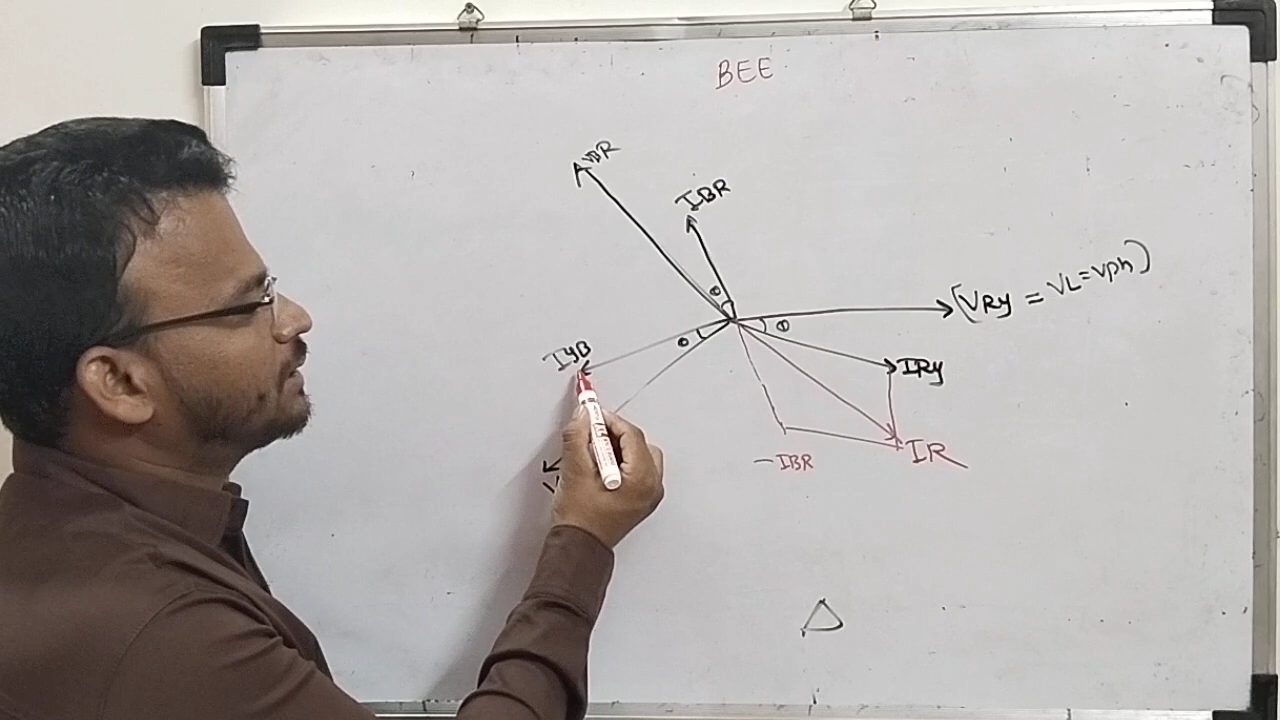 BEE
VBR
IBR
(VRy = VL=Vph)
θ
θ
IyB
θ
IRy
IR
-IBR
Δ